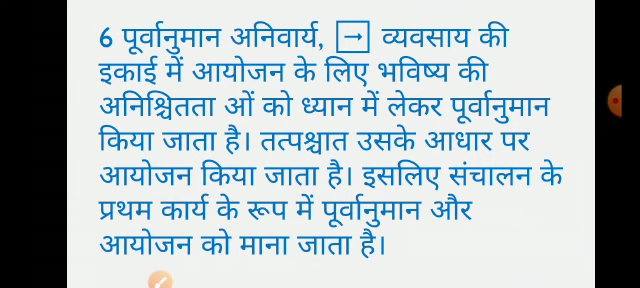 6 पूर्वानुमान अनिवार्य, → व्यवसाय की
इकाई में आयोजन के लिए भविष्य की
अनिश्चितता ओं को ध्यान में लेकर पूर्वानुमान
किया जाता है। तत्पश्चात उसके आधार पर
आयोजन किया जाता है। इसलिए संचालन के
प्रथम कार्य के रूप में पूर्वानुमान और
आयोजन को माना जाता है।